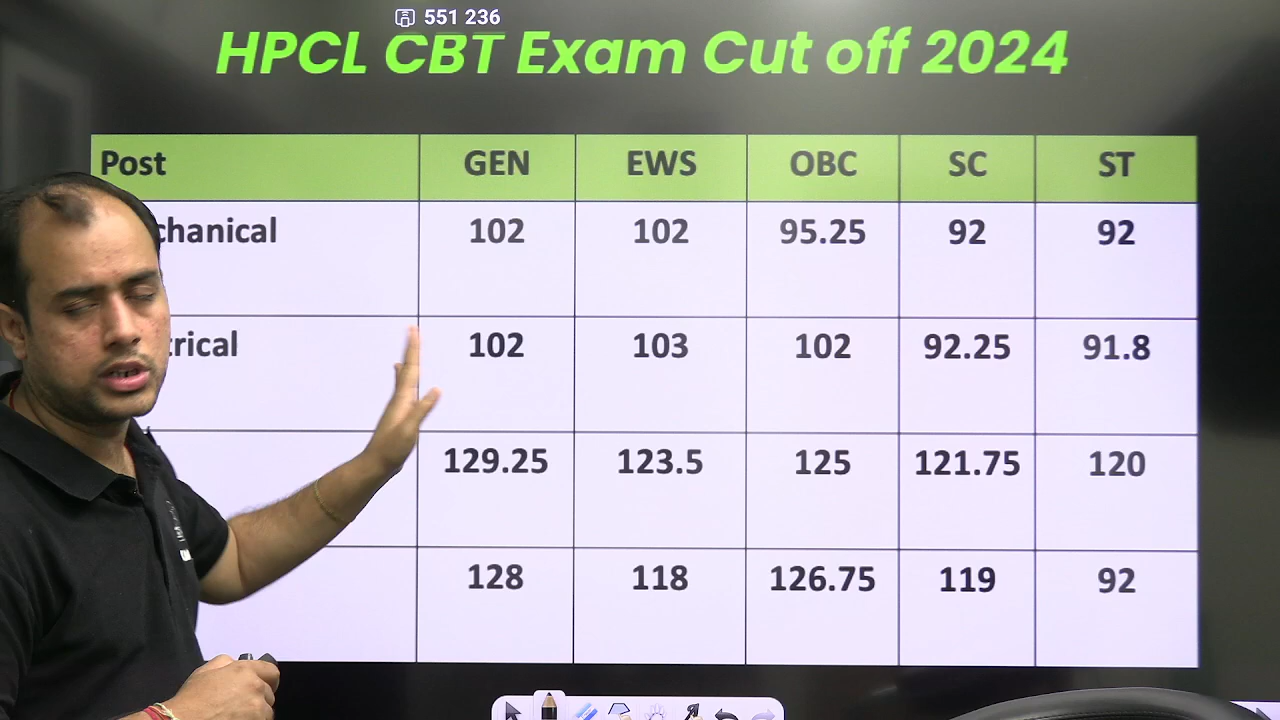 551 236
HPCL CBT Exam Cut off 2024
Post GEN EWS OBC SC ST
chanical 102 102 95.25 92 92
trical 102 103 102 92.25 91.8
129.25 123.5 125 121.75 120
128 118 126.75 119 92